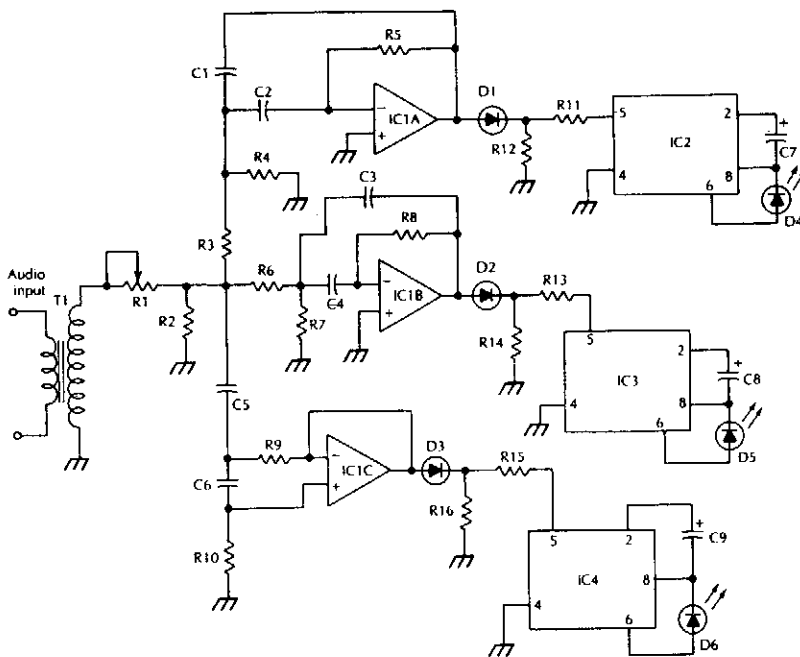 R5
C1
C2
D1
R11
5
2
+
C7
−
+
IC1A
R12
IC2
4
8
6
D4
R4
C3
R3
R8
Audio
input
T1
R1
R6
C4
−
+
IC1B
D2
R13
R2
R7
R14
5
2
+
C8
IC3
4
8
6
D5
C5
R9
−
+
IC1C
D3
R15
C6
R16
R10
5
2
+
C9
IC4
8
4
6
D6